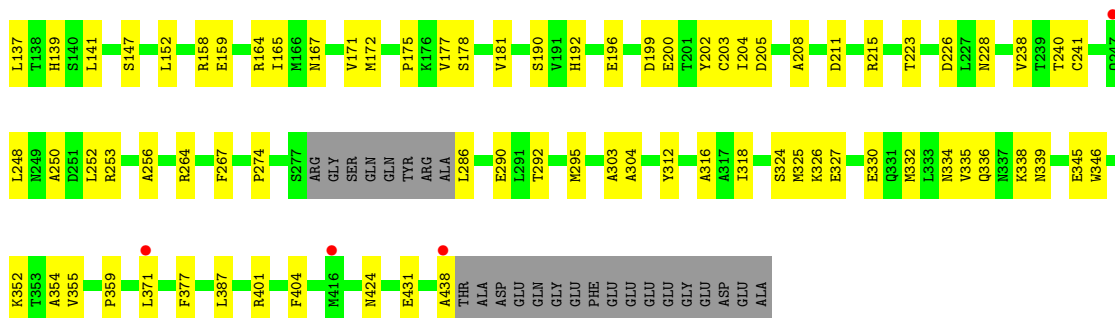 L137 T138 H139 S140 L141 S147 L152 R158 E159 R164 I165 M166 N167 V171 M172 P175 K176 V177 S178 V181 S190 V191 H192 E196 D199 E200 T201 Y202 C203 I204 D205 A208 D211 R215 T223 D226 L227 N228 V238 T239 T240 C241
L248 N249 A250 D251 L252 R253 A256 R264 F267 P274 S277 ARG GLY SER GLN GLN TYR ARG ALA L286 E290 L291 T292 M295 A303 A304 Y312 A316 A317 I318 S324 M325 K326 E327 E330 Q331 M332 L333 N334 V335 Q336 N337 K338 N339 E345 W346
K352 T353 A354 V355 P359 L371 F377 L387 R401 F404 M416 N424 E431 A438 THR ALA ASP GLU GLN GLY GLU PHE GLU GLU GLU GLU GLY GLU ASP GLU ALA